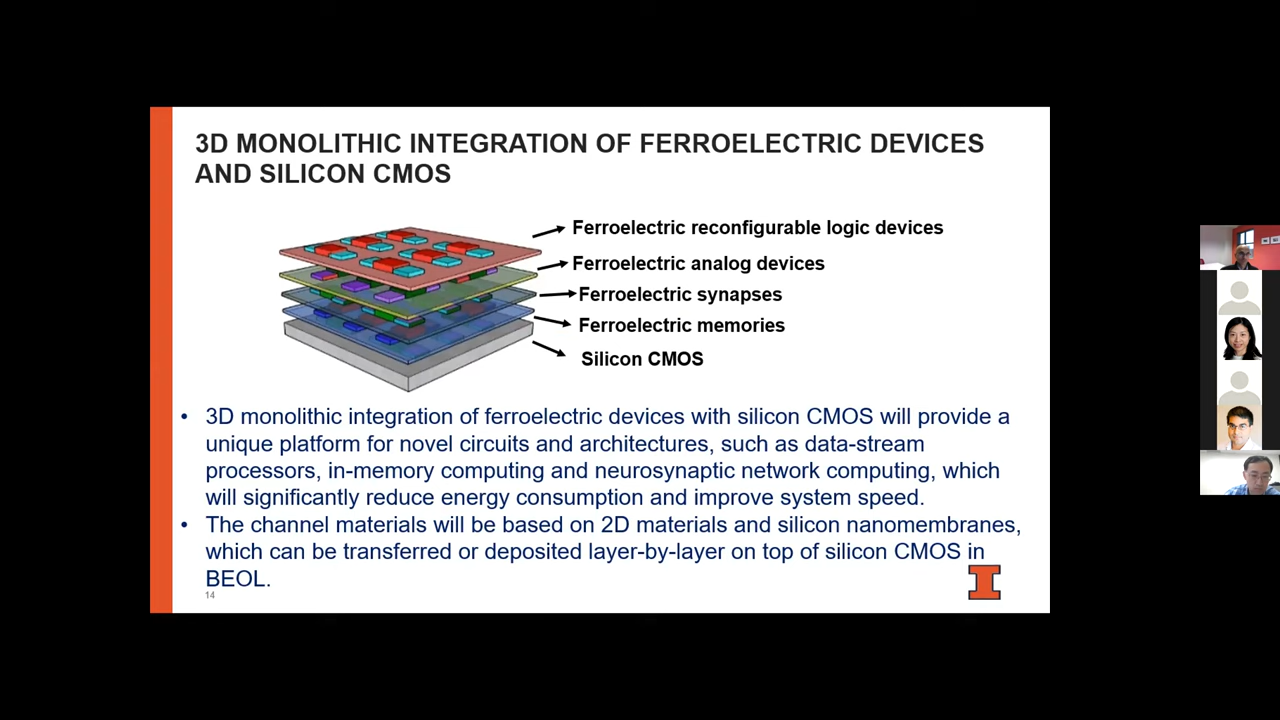 3D MONOLITHIC INTEGRATION OF FERROELECTRIC DEVICES
AND SILICON CMOS
Ferroelectric reconfigurable logic devices
Ferroelectric analog devices
Ferroelectric synapses
Ferroelectric memories
Silicon CMOS
• 3D monolithic integration of ferroelectric devices with silicon CMOS will provide a
unique platform for novel circuits and architectures, such as data-stream
processors, in-memory computing and neurosynaptic network computing, which
will significantly reduce energy consumption and improve system speed.
• The channel materials will be based on 2D materials and silicon nanomembranes,
which can be transferred or deposited layer-by-layer on top of silicon CMOS in
BEOL.
14
I